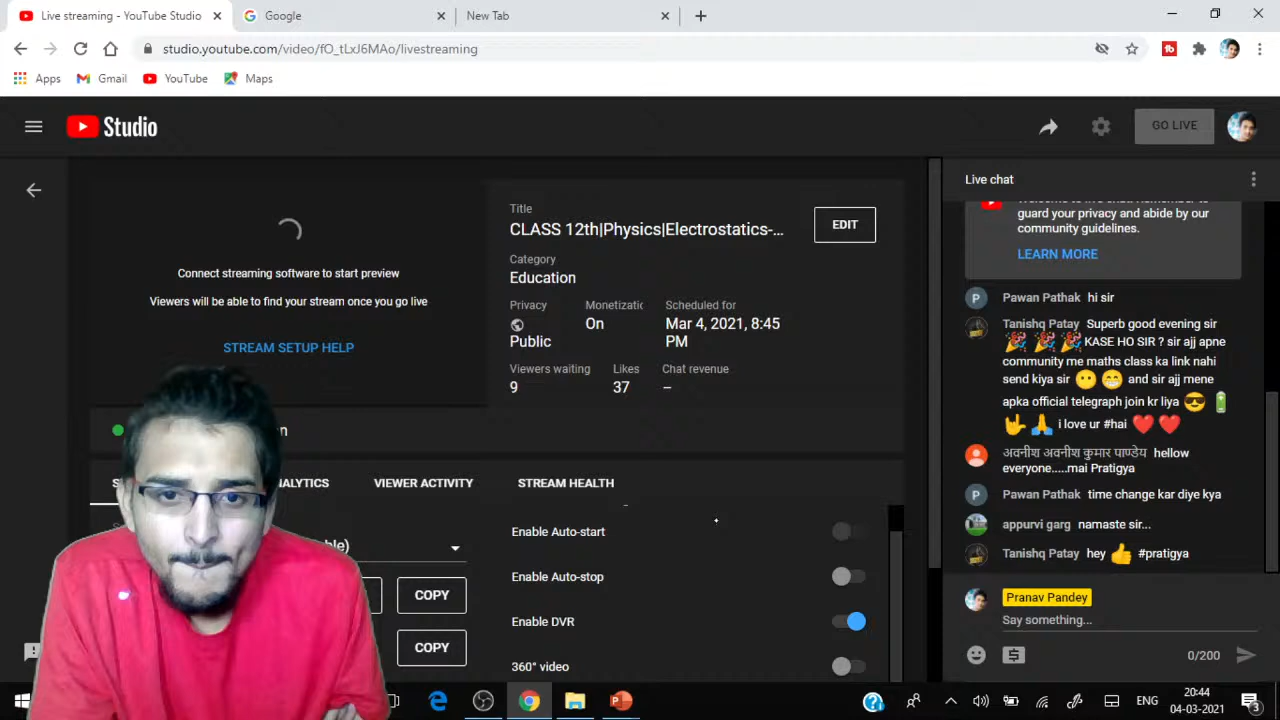 Live streaming - YouTube Studio
Google
New Tab
studio.youtube.com/video/fO_tLxJ6MAo/livestreaming
Apps
Gmail
YouTube
Maps
Studio
GO LIVE
Connect streaming software to start preview
Viewers will be able to find your stream once you go live
STREAM SETUP HELP
Title
CLASS 12th|Physics|Electrostatics-...
EDIT
Category
Education
Privacy
Monetizatic
Scheduled for
Public
On
Mar 4, 2021, 8:45
PM
Viewers waiting
Likes
Chat revenue
9
37
–
NALYTICS
VIEWER ACTIVITY
STREAM HEALTH
Enable Auto-start
Enable Auto-stop
COPY
Enable DVR
COPY
360° video
Live chat
guard your privacy and abide by our
community guidelines.
LEARN MORE
P Pawan Pathak hi sir
Tanishq Patay Superb good evening sir
🎉 🎉 🎉 KASE HO SIR ? sir ajj apne
community me maths class ka link nahi
send kiya sir 😶 😁 and sir ajj mene
apka official telegraph join kr liya 😎 🔋
🤟 🙏 i love ur #hai ❤️ ❤️
अवनीश अवनीश कुमार पाण्डेय hellow
everyone.....mai Pratigya
P Pawan Pathak time change kar diye kya
appurvi garg namaste sir...
Tanishq Patay hey 👍 #pratigya
Pranav Pandey
Say something...
0/200
ENG
20:44
04-03-2021
3